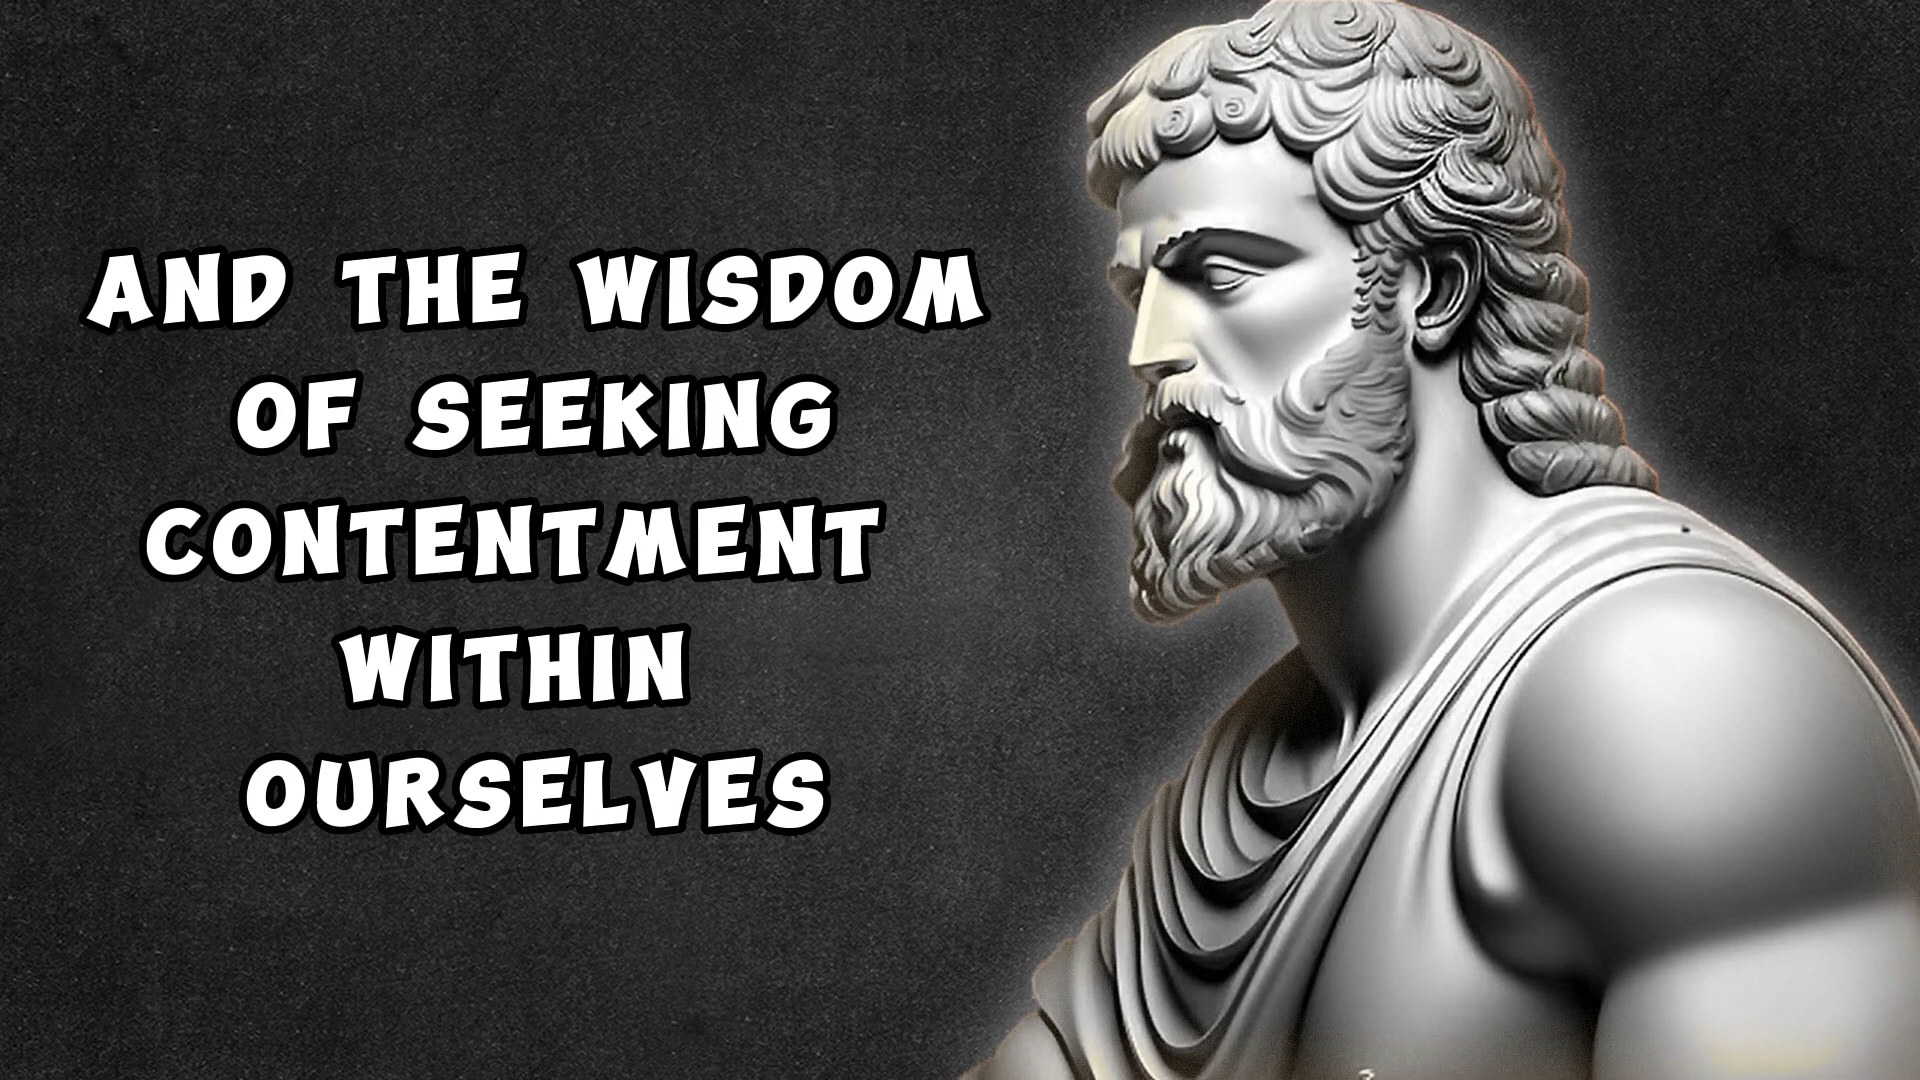 AND THE WISDOM
OF SEEKING
CONTENTMENT
WITHIN
OURSELVES